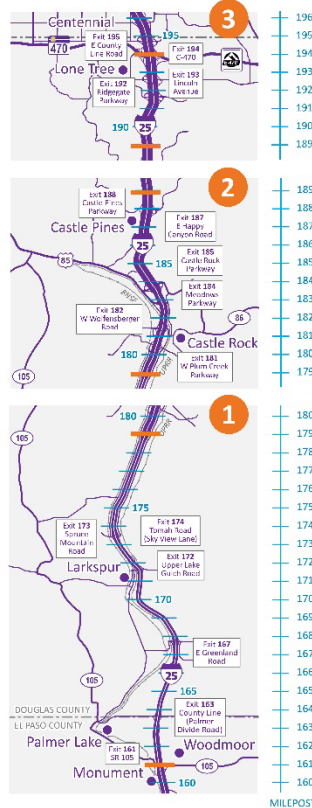 3
Centennial
196
195
194
193
192
191
190
189
Exit 195
E County
Line Road
195
470
Exit 194
C-470
E-470
Lone Tree
Exit 193
Lincoln
Avenue
Exit 192
Ridgegate
Parkway
190
25
2
189
188
187
186
185
184
183
182
181
180
179
Exit 188
Castle Pines
Parkway
Exit 187
E Happy
Canyon Road
Castle Pines
25
85
185
Exit 185
Castle Rock
Parkway
Exit 184
Meadows
Parkway
BNSF
86
Exit 182
W Wolfensberger
Road
Castle Rock
180
Exit 181
W Plum Creek
Parkway
105
UPRR
1
180
179
178
177
176
175
174
173
172
171
170
169
168
167
166
165
164
163
162
161
160
180
UPRR
105
175
Exit 173
Spruce
Mountain
Road
Exit 174
Tomah Road
(Sky View Lane)
Exit 172
Upper Lake
Gulch Road
Larkspur
170
Exit 167
E Greenland
Road
25
105
165
DOUGLAS COUNTY
EL PASO COUNTY
Exit 163
County Line
(Palmer
Divide Road)
Palmer Lake
Woodmoor
Exit 161
SR 105
105
Monument
160
MILEPOST